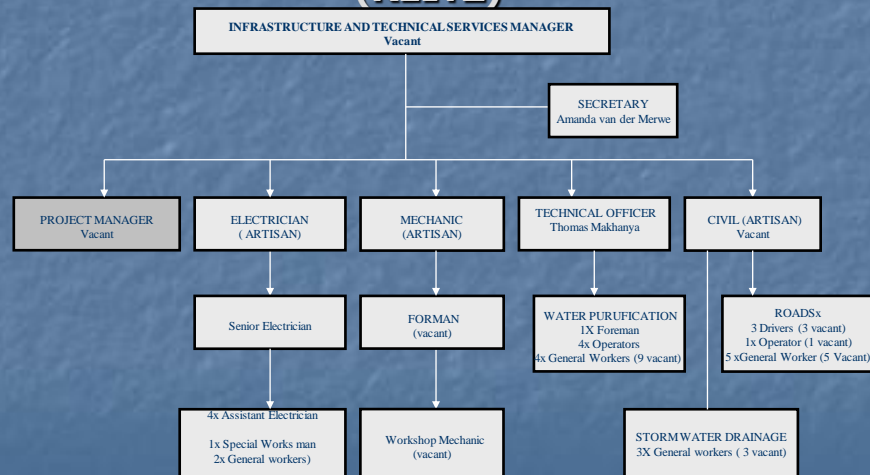 INFRASTRUCTURE AND TECHNICAL SERVICES MANAGER
Vacant
SECRETARY
Amanda van der Merwe
PROJECT MANAGER
Vacant
ELECTRICIAN
( ARTISAN)
MECHANIC
(ARTISAN)
TECHNICAL OFFICER
Thomas Makhanya
CIVIL (ARTISAN)
Vacant
Senior Electrician
FORMAN
(vacant)
WATER PURUFICATION
1X Foreman
4x Operators
4x General Workers (9 vacant)
ROADSx
3 Drivers (3 vacant)
1x Operator (1 vacant)
5 xGeneral Worker (5 Vacant)
4x Assistant Electrician
1x Special Works man
2x General workers)
Workshop Mechanic
(vacant)
STORM WATER DRAINAGE
3X General workers ( 3 vacant)